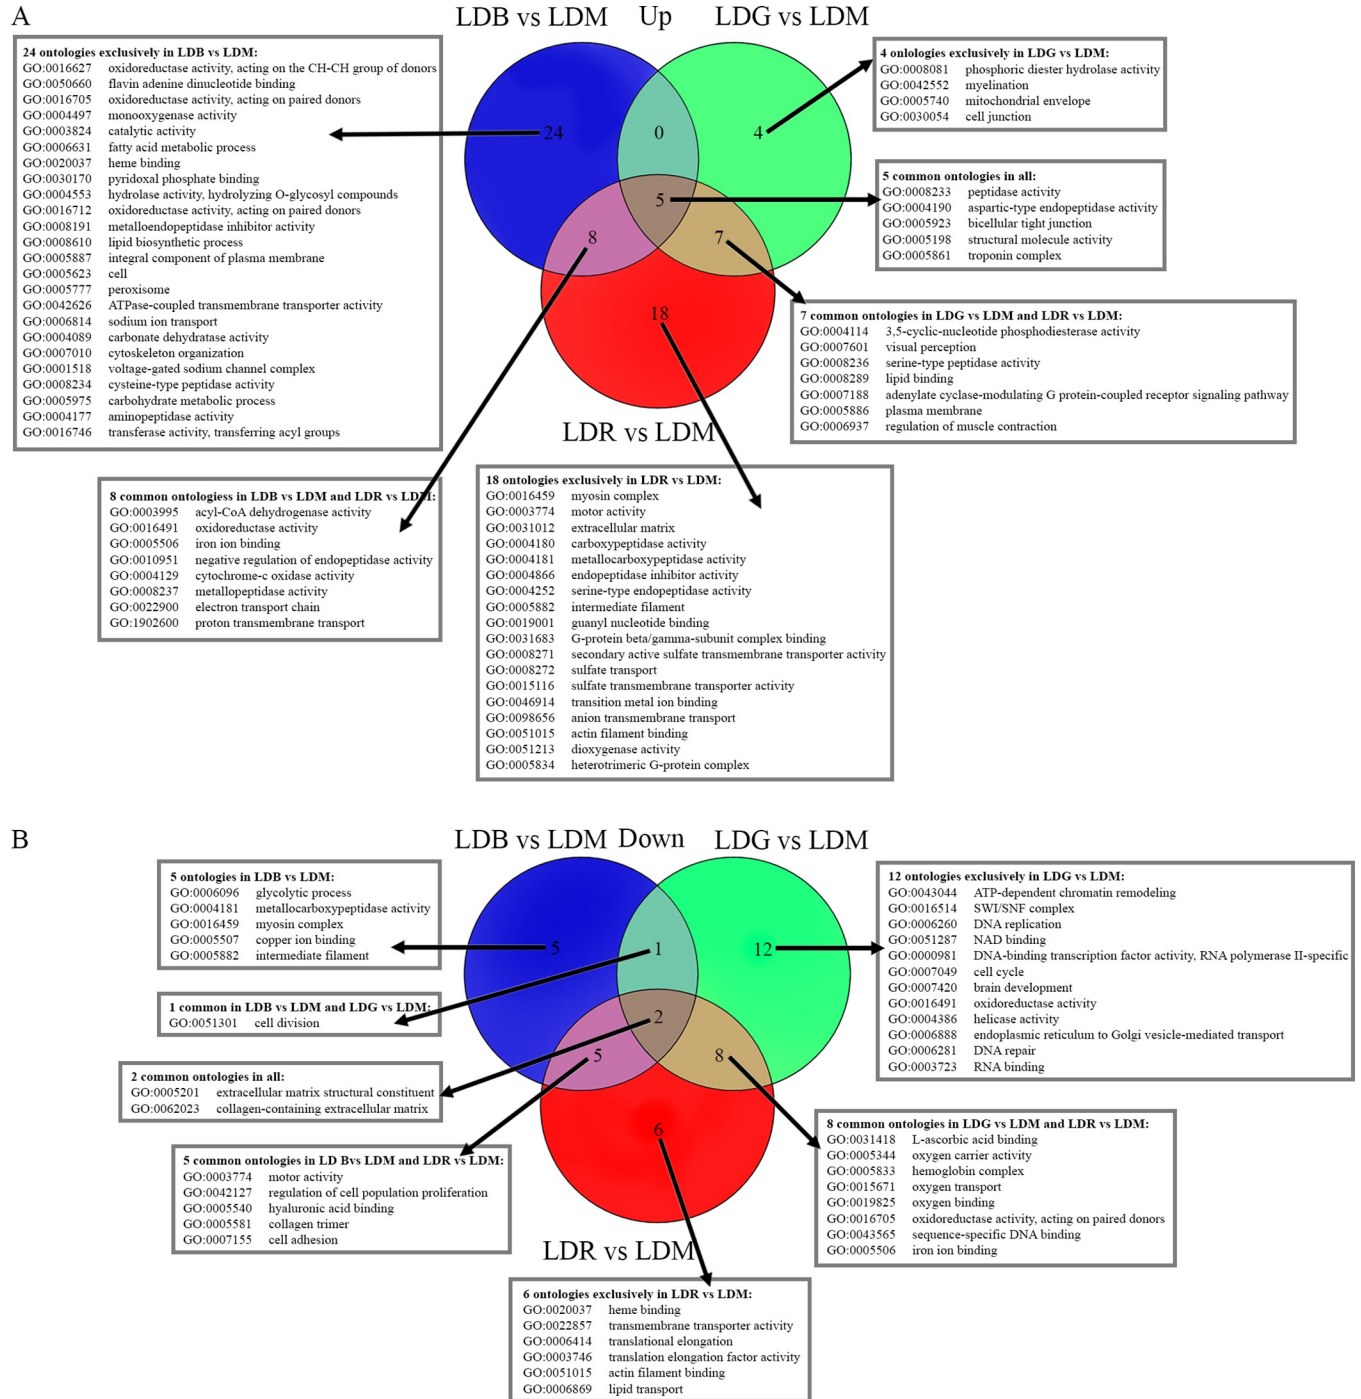 A
LDB vs LDM Up LDG vs LDM
24 ontologies exclusively in LDB vs LDM:
GO:0016627 oxidoreductase activity, acting on the CH-CH group of donors
GO:0050660 flavin adenine dinucleotide binding
GO:0016705 oxidoreductase activity, acting on paired donors
GO:0004497 monooxygenase activity
GO:0003824 catalytic activity
GO:0006631 fatty acid metabolic process
GO:0020037 heme binding
GO:0030170 pyridoxal phosphate binding
GO:0004553 hydrolase activity, hydrolyzing O-glycosyl compounds
GO:0016712 oxidoreductase activity, acting on paired donors
GO:0008191 metalloendopeptidase inhibitor activity
GO:0008610 lipid biosynthetic process
GO:0005887 integral component of plasma membrane
GO:0005623 cell
GO:0005777 peroxisome
GO:0042626 ATPase-coupled transmembrane transporter activity
GO:0006814 sodium ion transport
GO:0004089 carbonate dehydratase activity
GO:0007010 cytoskeleton organization
GO:0001518 voltage-gated sodium channel complex
GO:0008234 cysteine-type peptidase activity
GO:0005975 carbohydrate metabolic process
GO:0004177 aminopeptidase activity
GO:0016746 transferase activity, transferring acyl groups
24 0 4
5
8 7
18
LDR vs LDM
4 onlologies exclusively in LDG vs LDM:
GO:0008081 phosphoric diester hydrolase activity
GO:0042552 myelination
GO:0005740 mitochondrial envelope
GO:0030054 cell junction
5 common ontologies in all:
GO:0008233 peptidase activity
GO:0004190 aspartic-type endopeptidase activity
GO:0005923 bicellular tight junction
GO:0005198 structural molecule activity
GO:0005861 troponin complex
7 common ontologies in LDG vs LDM and LDR vs LDM:
GO:0004114 3,5-cyclic-nucleotide phosphodiesterase activity
GO:0007601 visual perception
GO:0008236 serine-type peptidase activity
GO:0008289 lipid binding
GO:0007188 adenylate cyclase-modulating G protein-coupled receptor signaling pathway
GO:0005886 plasma membrane
GO:0006937 regulation of muscle contraction
8 common ontologiess in LDB vs LDM and LDR vs LDM:
GO:0003995 acyl-CoA dehydrogenase activity
GO:0016491 oxidoreductase activity
GO:0005506 iron ion binding
GO:0010951 negative regulation of endopeptidase activity
GO:0004129 cytochrome-c oxidase activity
GO:0008237 metallopeptidase activity
GO:0022900 electron transport chain
GO:1902600 proton transmembrane transport
18 ontologies exclusively in LDR vs LDM:
GO:0016459 myosin complex
GO:0003774 motor activity
GO:0031012 extracellular matrix
GO:0004180 carboxypeptidase activity
GO:0004181 metallocarboxypeptidase activity
GO:0004866 endopeptidase inhibitor activity
GO:0004252 serine-type endopeptidase activity
GO:0005882 intermediate filament
GO:0019001 guanyl nucleotide binding
GO:0031683 G-protein beta/gamma-subunit complex binding
GO:0008271 secondary active sulfate transmembrane transporter activity
GO:0008272 sulfate transport
GO:0015116 sulfate transmembrane transporter activity
GO:0046914 transition metal ion binding
GO:0098656 anion transmembrane transport
GO:0051015 actin filament binding
GO:0051213 dioxygenase activity
GO:0005834 heterotrimeric G-protein complex
B
LDB vs LDM Down LDG vs LDM
5 ontologies in LDB vs LDM:
GO:0006096 glycolytic process
GO:0004181 metallocarboxypeptidase activity
GO:0016459 myosin complex
GO:0005507 copper ion binding
GO:0005882 intermediate filament
1 common in LDB vs LDM and LDG vs LDM:
GO:0051301 cell division
2 common ontologies in all:
GO:0005201 extracellular matrix structural constituent
GO:0062023 collagen-containing extracellular matrix
5 common ontologies in LD Bvs LDM and LDR vs LDM:
GO:0003774 motor activity
GO:0042127 regulation of cell population proliferation
GO:0005540 hyaluronic acid binding
GO:0005581 collagen trimer
GO:0007155 cell adhesion
5 1 12
2
5 8
6
LDR vs LDM
12 ontologies exclusively in LDG vs LDM:
GO:0043044 ATP-dependent chromatin remodeling
GO:0016514 SWI/SNF complex
GO:0006260 DNA replication
GO:0051287 NAD binding
GO:0000981 DNA-binding transcription factor activity, RNA polymerase II-specific
GO:0007049 cell cycle
GO:0007420 brain development
GO:0016491 oxidoreductase activity
GO:0004386 helicase activity
GO:0006888 endoplasmic reticulum to Golgi vesicle-mediated transport
GO:0006281 DNA repair
GO:0003723 RNA binding
8 common ontologies in LDG vs LDM and LDR vs LDM:
GO:0031418 L-ascorbic acid binding
GO:0005344 oxygen carrier activity
GO:0005833 hemoglobin complex
GO:0015671 oxygen transport
GO:0019825 oxygen binding
GO:0016705 oxidoreductase activity, acting on paired donors
GO:0043565 sequence-specific DNA binding
GO:0005506 iron ion binding
6 ontologies exclusively in LDR vs LDM:
GO:0020037 heme binding
GO:0022857 transmembrane transporter activity
GO:0006414 translational elongation
GO:0003746 translation elongation factor activity
GO:0051015 actin filament binding
GO:0006869 lipid transport